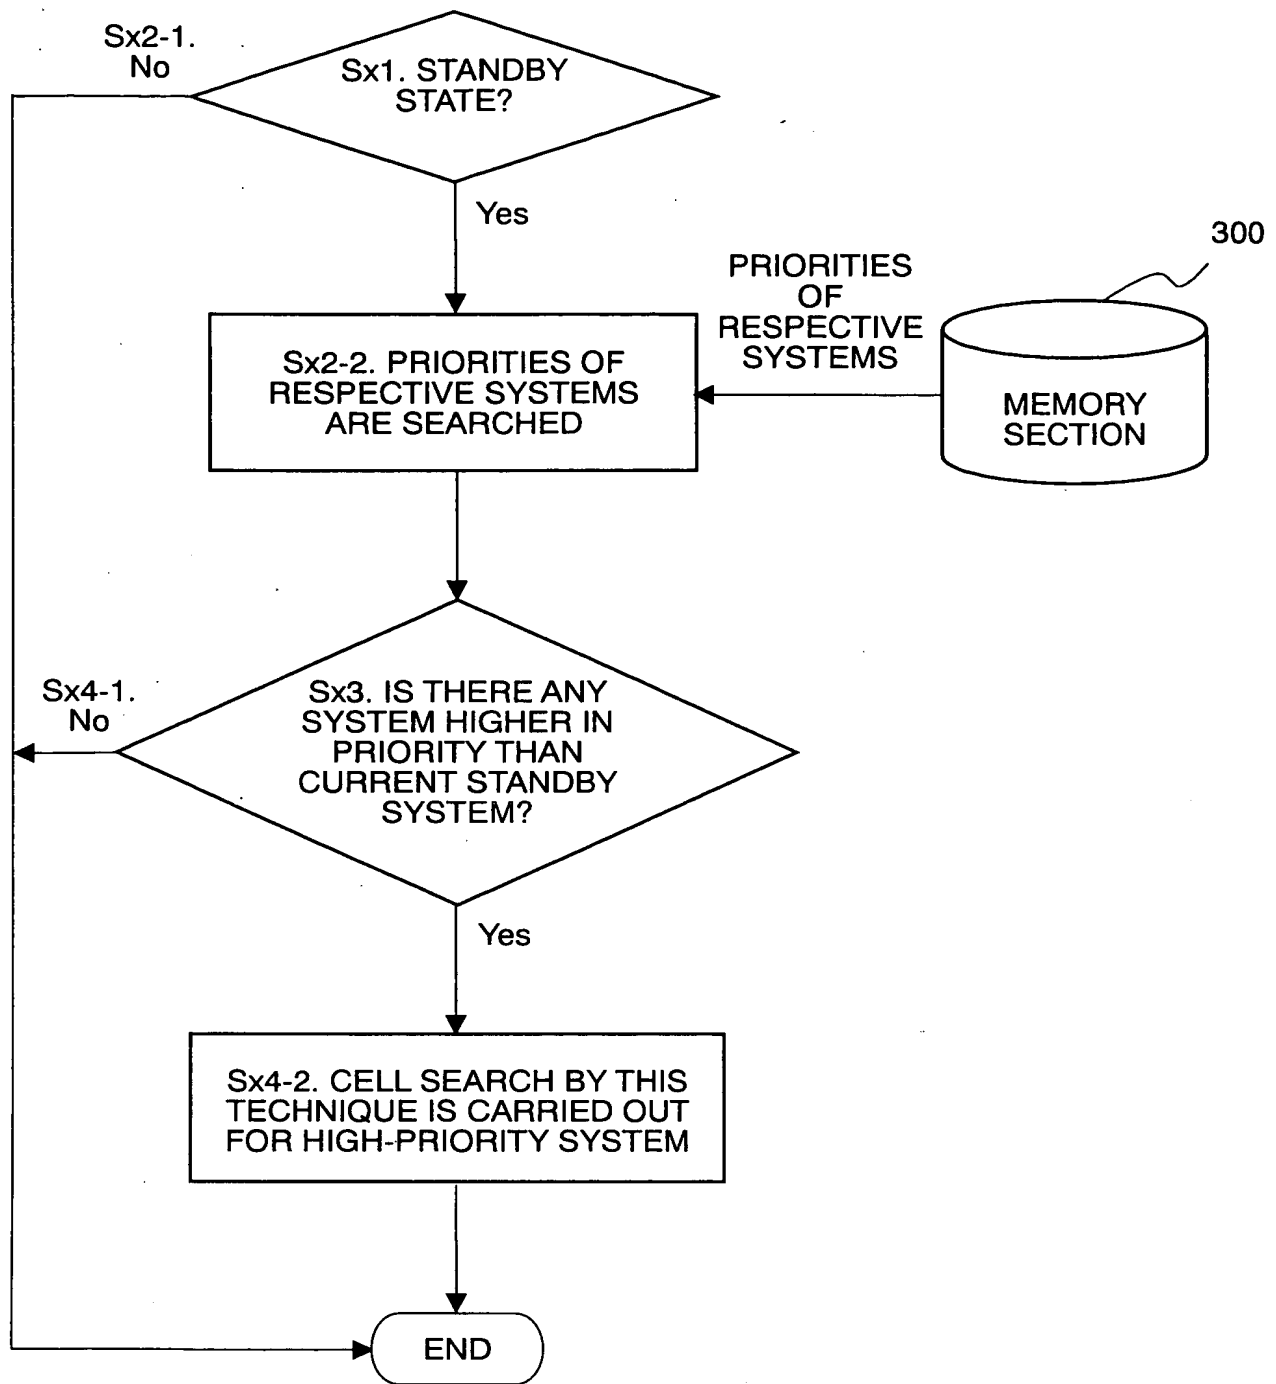 Sx2-1.
No
Sx1. STANDBY
STATE?
Yes
300
PRIORITIES
OF
RESPECTIVE
SYSTEMS
Sx2-2. PRIORITIES OF
RESPECTIVE SYSTEMS
ARE SEARCHED
MEMORY
SECTION
Sx4-1.
No
Sx3. IS THERE ANY
SYSTEM HIGHER IN
PRIORITY THAN
CURRENT STANDBY
SYSTEM?
Yes
Sx4-2. CELL SEARCH BY THIS
TECHNIQUE IS CARRIED OUT
FOR HIGH-PRIORITY SYSTEM
END